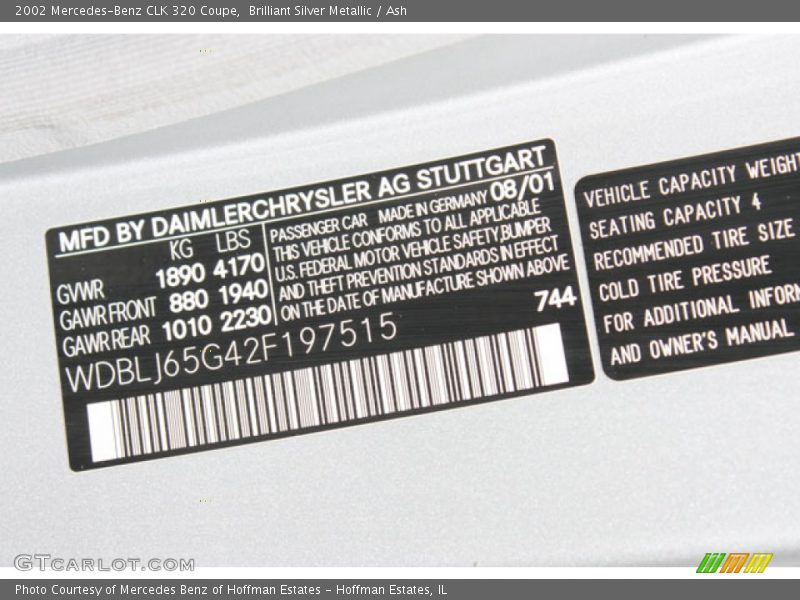 2002 Mercedes-Benz CLK 320 Coupe,  Brilliant Silver Metallic / Ash
MFD BY DAIMLERCHRYSLER AG STUTTGART
KG LBS
GVWR 1890 4170
GAWR FRONT 880 1940
GAWR REAR 1010 2230
PASSENGER CAR MADE IN GERMANY 08/01
THIS VEHICLE CONFORMS TO ALL APPLICABLE
U.S. FEDERAL MOTOR VEHICLE SAFETY,BUMPER
AND THEFT PREVENTION STANDARDS IN EFFECT
ON THE DATE OF MANUFACTURE SHOWN ABOVE
744
WDBLJ65G42F197515
VEHICLE CAPACITY WEIGHT
SEATING CAPACITY 4
RECOMMENDED TIRE SIZE
COLD TIRE PRESSURE
FOR ADDITIONAL
AND OWNER'S MANUAL
GTcarlot.com
Photo Courtesy of Mercedes Benz of Hoffman Estates - Hoffman Estates, IL